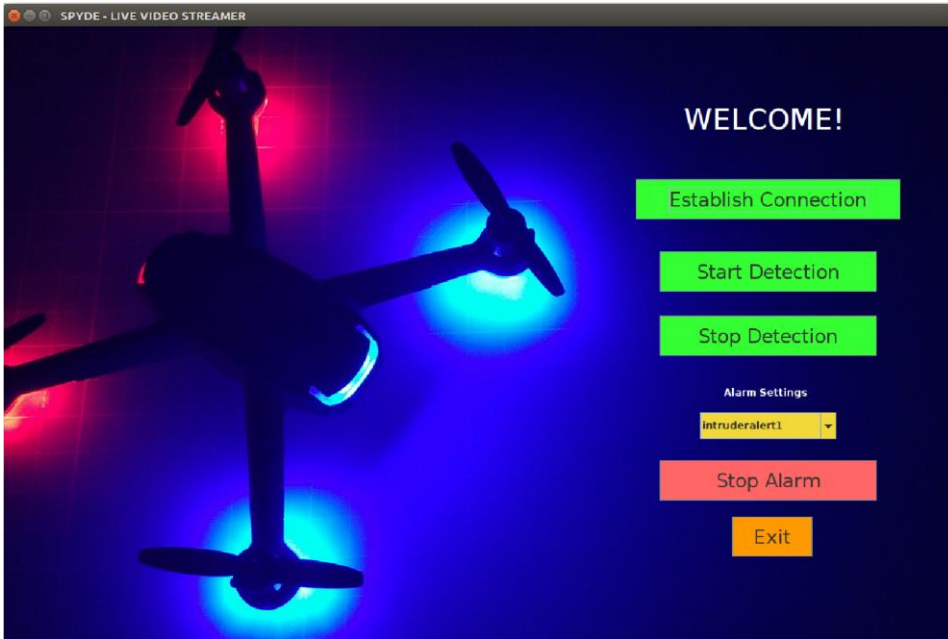 SPYDE - LIVE VIDEO STREAMER
WELCOME!
Establish Connection
Start Detection
Stop Detection
Alarm Settings
intruderalert1
Stop Alarm
Exit